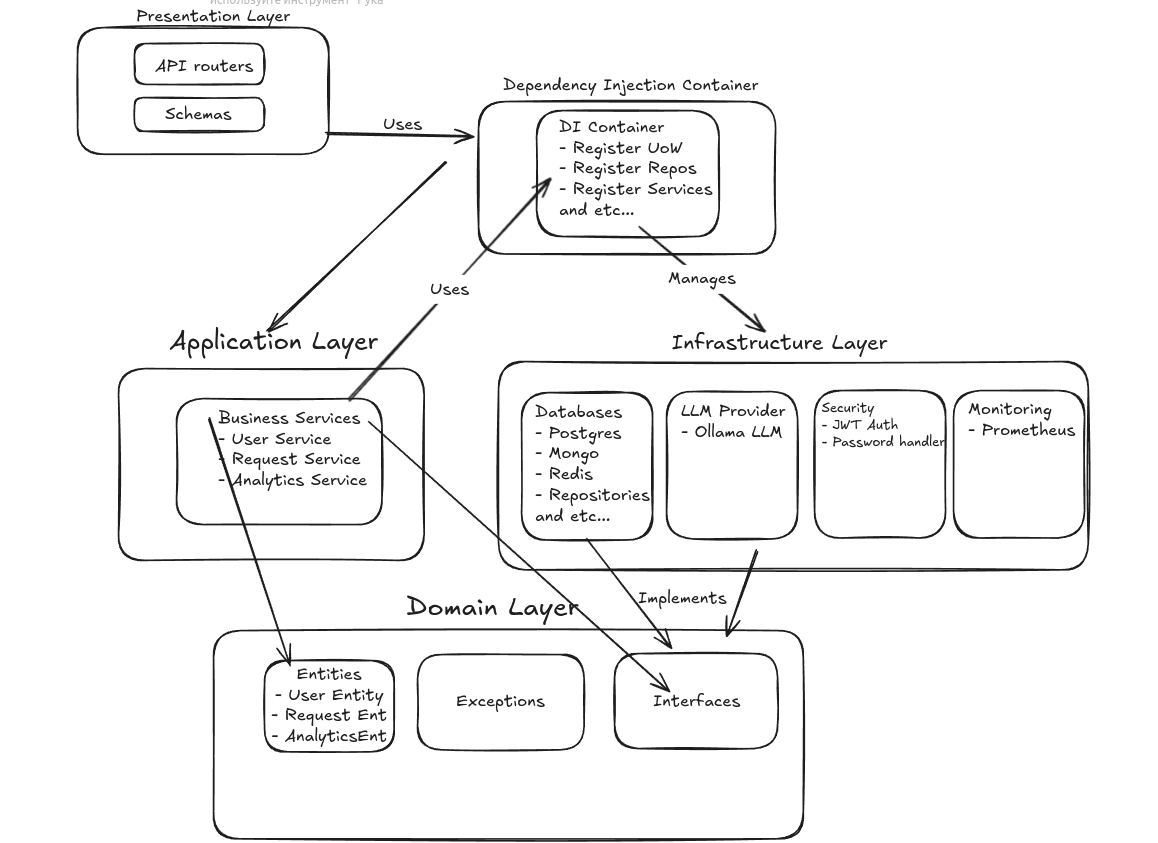 используйте инструмент "Рука"
Presentation Layer
API routers
Schemas
Uses
Dependency Injection Container
DI Container
- Register UoW
- Register Repos
- Register Services
and etc...
Uses
Manages
Application Layer
Business Services
- User Service
- Request Service
- Analytics Service
Infrastructure Layer
Databases
- Postgres
- Mongo
- Redis
- Repositories
and etc...
LLM Provider
- Ollama LLM
Security
- JWT Auth
- Password handler
Monitoring
- Prometheus
Implements
Domain Layer
Entities
- User Entity
- Request Ent
- AnalyticsEnt
Exceptions
Interfaces